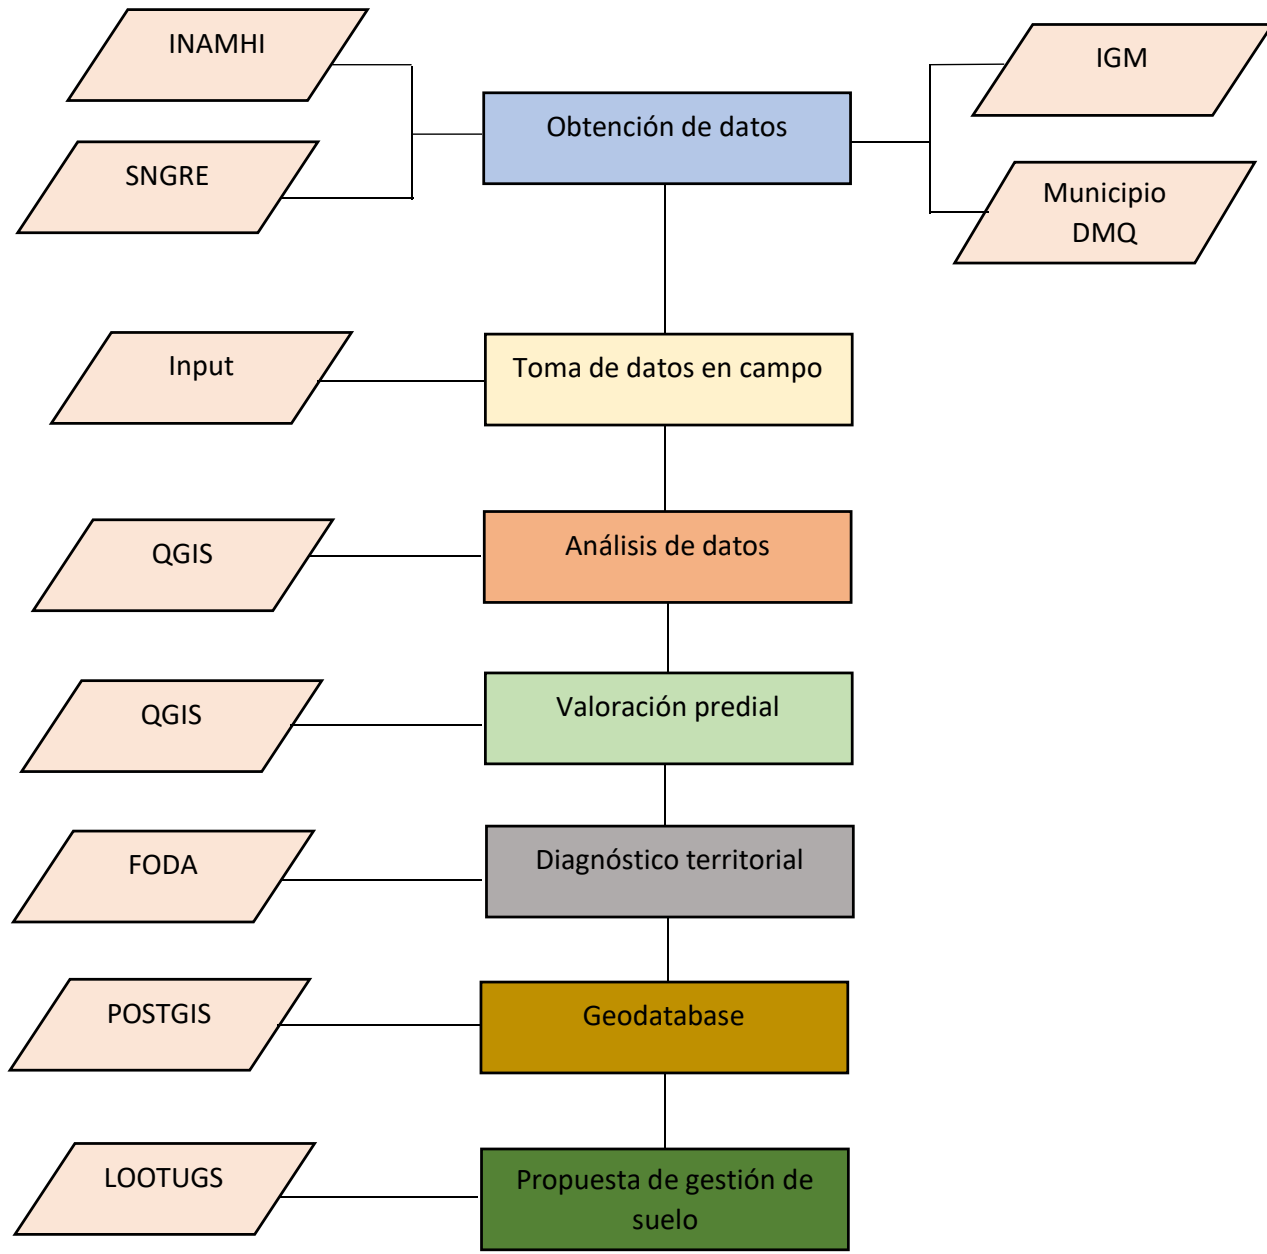 INAMHI
IGM
Obtención de datos
SNGRE
Municipio
DMQ
Input
Toma de datos en campo
QGIS
Análisis de datos
QGIS
Valoración predial
FODA
Diagnóstico territorial
POSTGIS
Geodatabase
LOOTUGS
Propuesta de gestión de
suelo